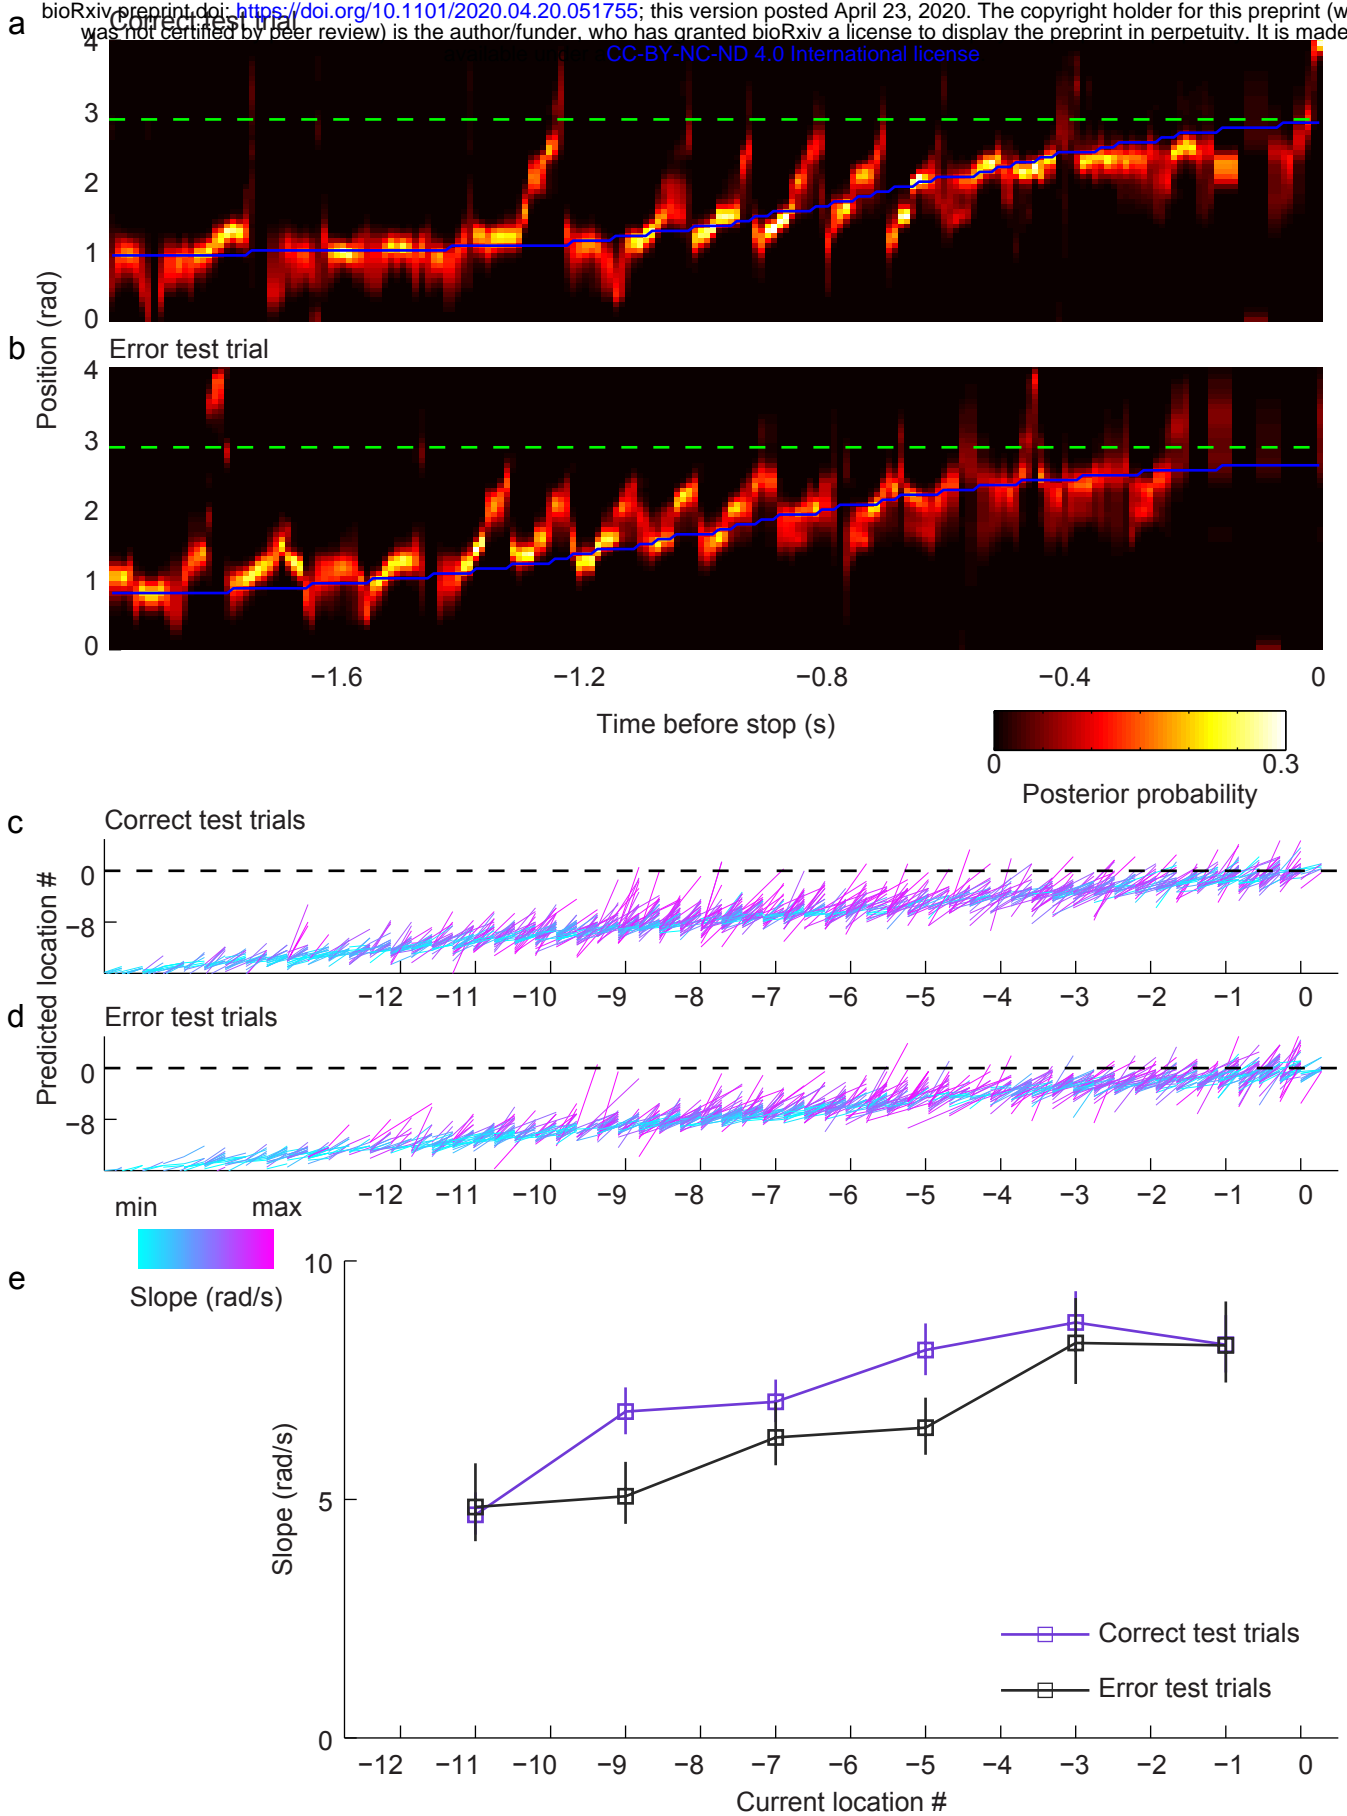 bioRxiv preprint doi: https://doi.org/10.1101/2020.04.20.051755; this version posted April 23, 2020. The copyright holder for this preprint (w
was not certified by peer review) is the author/funder, who has granted bioRxiv a license to display the preprint in perpetuity. It is made
CC-BY-NC-ND 4.0 International license
a
Correct test trial
4
3
2
1
0
Position (rad)
b
Error test trial
4
3
2
1
0
−1.6 −1.2 −0.8 −0.4 0
Time before stop (s)
0 0.3
Posterior probability
c
Correct test trials
0
−8
−12 −11 −10 −9 −8 −7 −6 −5 −4 −3 −2 −1 0
Predicted location #
d
Error test trials
0
−8
−12 −11 −10 −9 −8 −7 −6 −5 −4 −3 −2 −1 0
min max
Slope (rad/s)
e
10
5
0
Slope (rad/s)
Correct test trials
Error test trials
−12 −11 −10 −9 −8 −7 −6 −5 −4 −3 −2 −1 0
Current location #